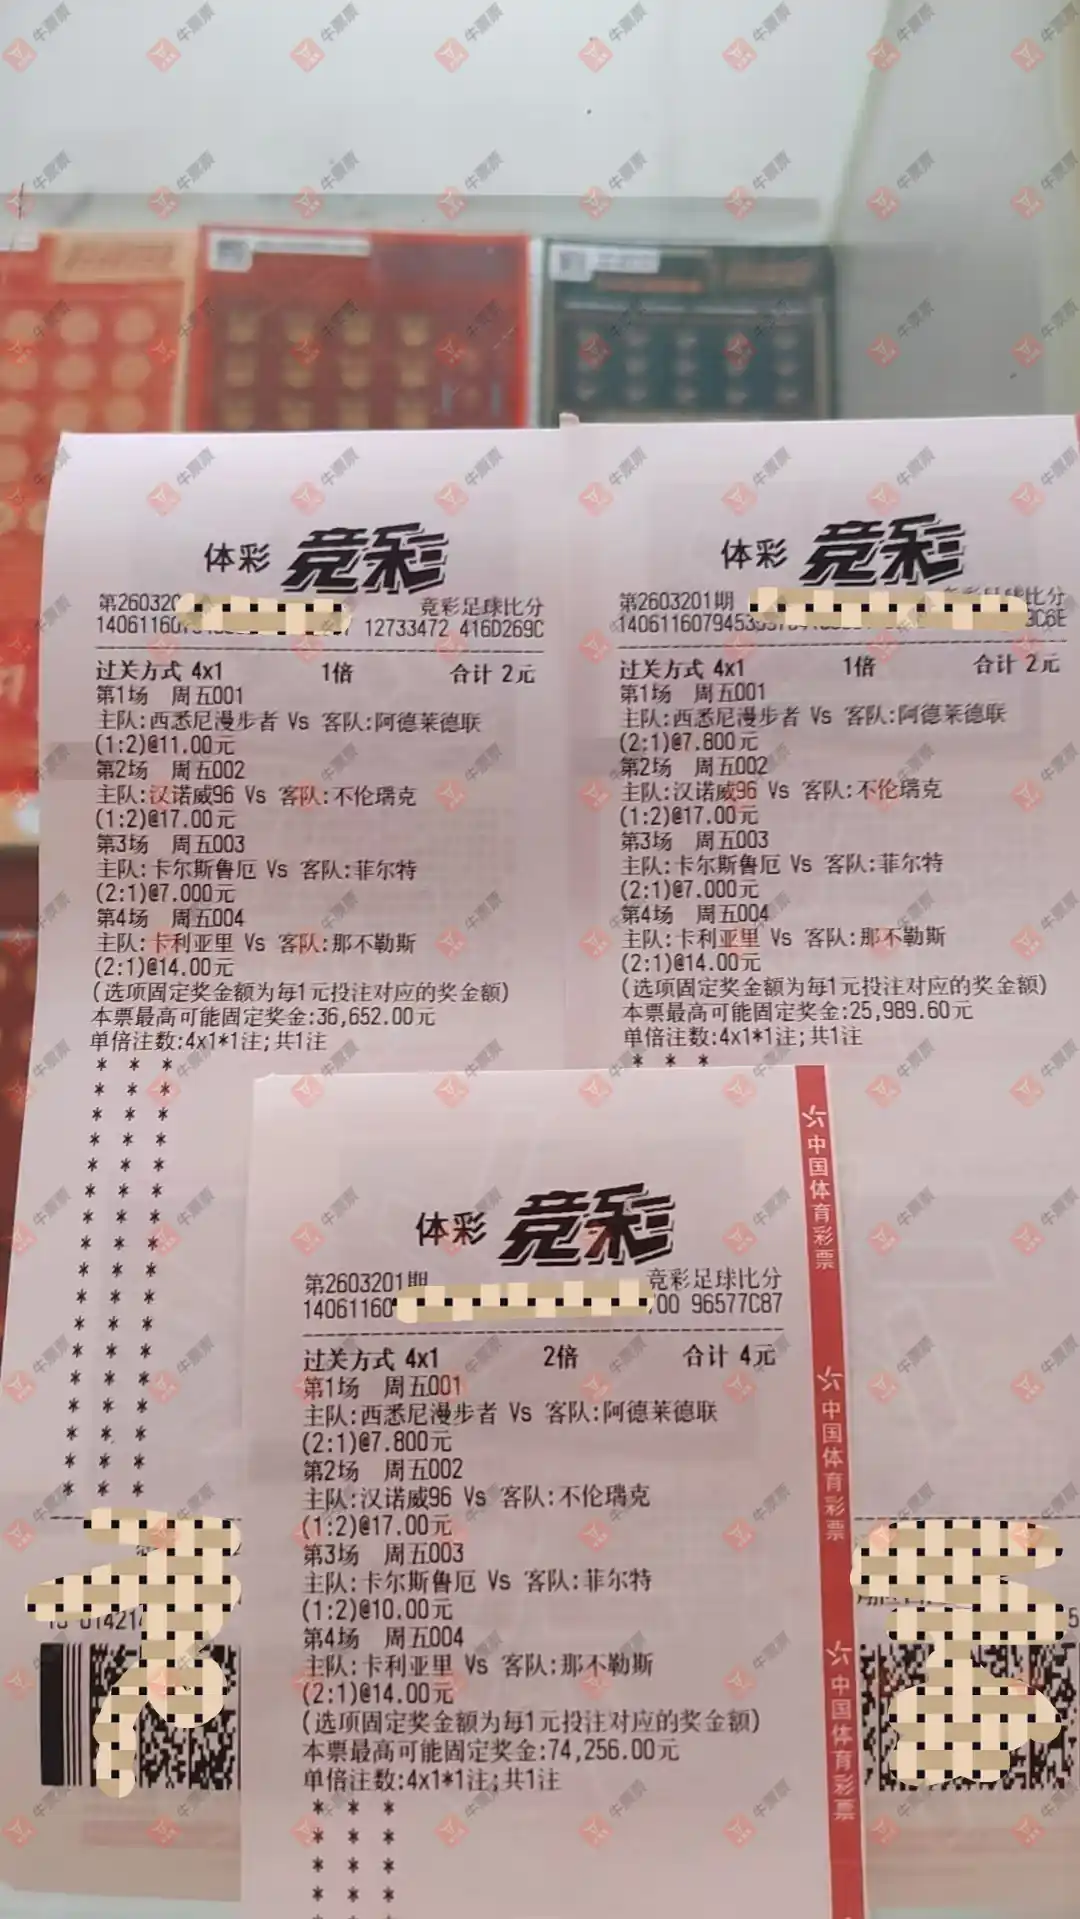 体彩 竞彩
第260320
竞彩足球比分
12733472 416D269C
过关方式 4x1 1倍 合计 2元
第1场 周五001
主队:西悉尼漫步者 Vs 客队:阿德莱德联
(1:2)@11.00元
第2场 周五002
主队:汉诺威96 Vs 客队:不伦瑞克
(1:2)@17.00元
第3场 周五003
主队:卡尔斯鲁厄 Vs 客队:菲尔特
(2:1)@7.000元
第4场 周五004
主队:卡利亚里 Vs 客队:那不勒斯
(2:1)@14.00元
(选项固定奖金额为每1元投注对应的奖金额)
本票最高可能固定奖金:36,652.00元
单倍注数:4x1*1注;共1注
体彩 竞彩
第2603201期
过关方式 4x1 1倍 合计 2元
第1场 周五001
主队:西悉尼漫步者 Vs 客队:阿德莱德联
(2:1)@7.800元
第2场 周五002
主队:汉诺威96 Vs 客队:不伦瑞克
(1:2)@17.00元
第3场 周五003
主队:卡尔斯鲁厄 Vs 客队:菲尔特
(2:1)@7.000元
第4场 周五004
主队:卡利亚里 Vs 客队:那不勒斯
(2:1)@14.00元
(选项固定奖金额为每1元投注对应的奖金额)
本票最高可能固定奖金:25,989.60元
单倍注数:4x1*1注;共1注
体彩 竞彩
第2603201期 竞彩足球比分
14061160 700 96577C87
过关方式 4x1 2倍 合计 4元
第1场 周五001
主队:西悉尼漫步者 Vs 客队:阿德莱德联
(2:1)@7.800元
第2场 周五002
主队:汉诺威96 Vs 客队:不伦瑞克
(1:2)@17.00元
第3场 周五003
主队:卡尔斯鲁厄 Vs 客队:菲尔特
(1:2)@10.00元
第4场 周五004
主队:卡利亚里 Vs 客队:那不勒斯
(2:1)@14.00元
(选项固定奖金额为每1元投注对应的奖金额)
本票最高可能固定奖金:74,256.00元
单倍注数:4x1*1注;共1注
中国体育彩票
中国体育彩票
中国体育彩票
牛票票